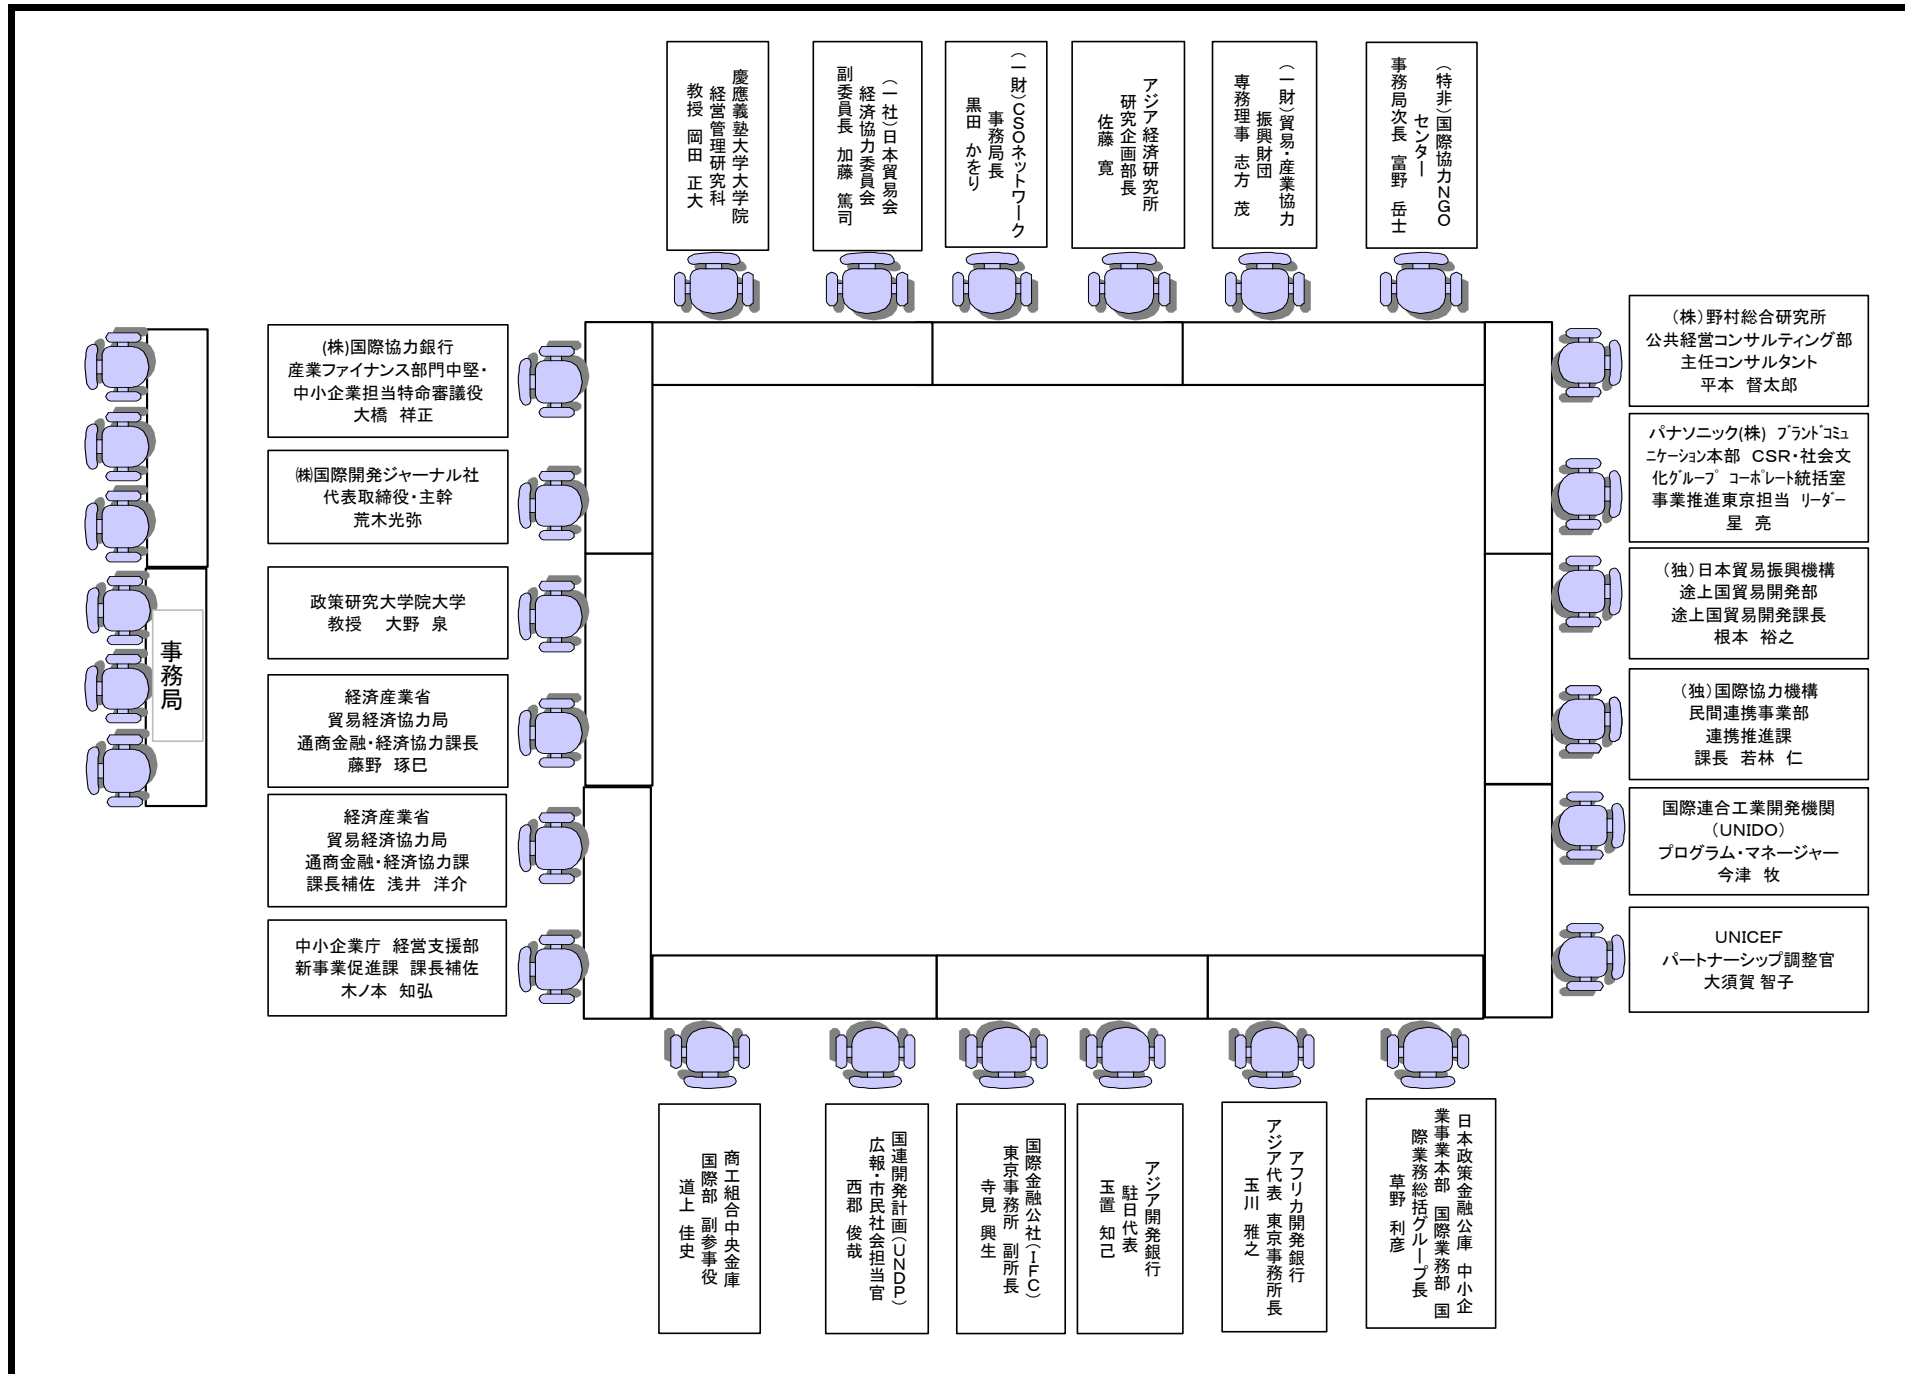 慶應義塾大学大学院
経営管理研究科
教授 岡田 正大
（一社）日本貿易会
経済協力委員会
副委員長 加藤 篤司
（一財）CSOネットワーク
事務局長
黒田 かをり
アジア経済研究所
研究企画部長
佐藤 寛
（一財）貿易・産業協力
振興財団
専務理事 志方 茂
（特非）国際協力NGO
センター
事務局次長 富野 岳士
(株)国際協力銀行
産業ファイナンス部門中堅・
中小企業担当特命審議役
大橋 祥正
㈱国際開発ジャーナル社
代表取締役・主幹
荒木光弥
政策研究大学院大学
教授 大野 泉
経済産業省
貿易経済協力局
通商金融・経済協力課長
藤野 琢巳
経済産業省
貿易経済協力局
通商金融・経済協力課
課長補佐 浅井 洋介
中小企業庁 経営支援部
新事業促進課 課長補佐
木ノ本 知弘
事務局
（株）野村総合研究所
公共経営コンサルティング部
主任コンサルタント
平本 督太郎
パナソニック(株) ﾌﾞﾗﾝﾄﾞｺﾐｭ
ﾆｹｰｼｮﾝ本部 CSR・社会文
化ｸﾞﾙｰﾌﾟ ｺｰﾎﾟﾚｰﾄ統括室
事業推進東京担当 ﾘｰﾀﾞｰ
星 亮
（独）日本貿易振興機構
途上国貿易開発部
途上国貿易開発課長
根本 裕之
（独）国際協力機構
民間連携事業部
連携推進課
課長 若林 仁
国際連合工業開発機関
（UNIDO）
プログラム・マネージャー
今津 牧
UNICEF
パートナーシップ調整官
大須賀 智子
商工組合中央金庫
国際部 副参事役
道上 佳史
国連開発計画（UNDP）
広報・市民社会担当官
西郡 俊哉
国際金融公社（IFC）
東京事務所 副所長
寺見 興生
アジア開発銀行
駐日代表
玉置 知己
アフリカ開発銀行
アジア代表 東京事務所長
玉川 雅之
日本政策金融公庫 中小企
業事業本部 国際業務部 国
際業務総括グループ長
草野 利彦